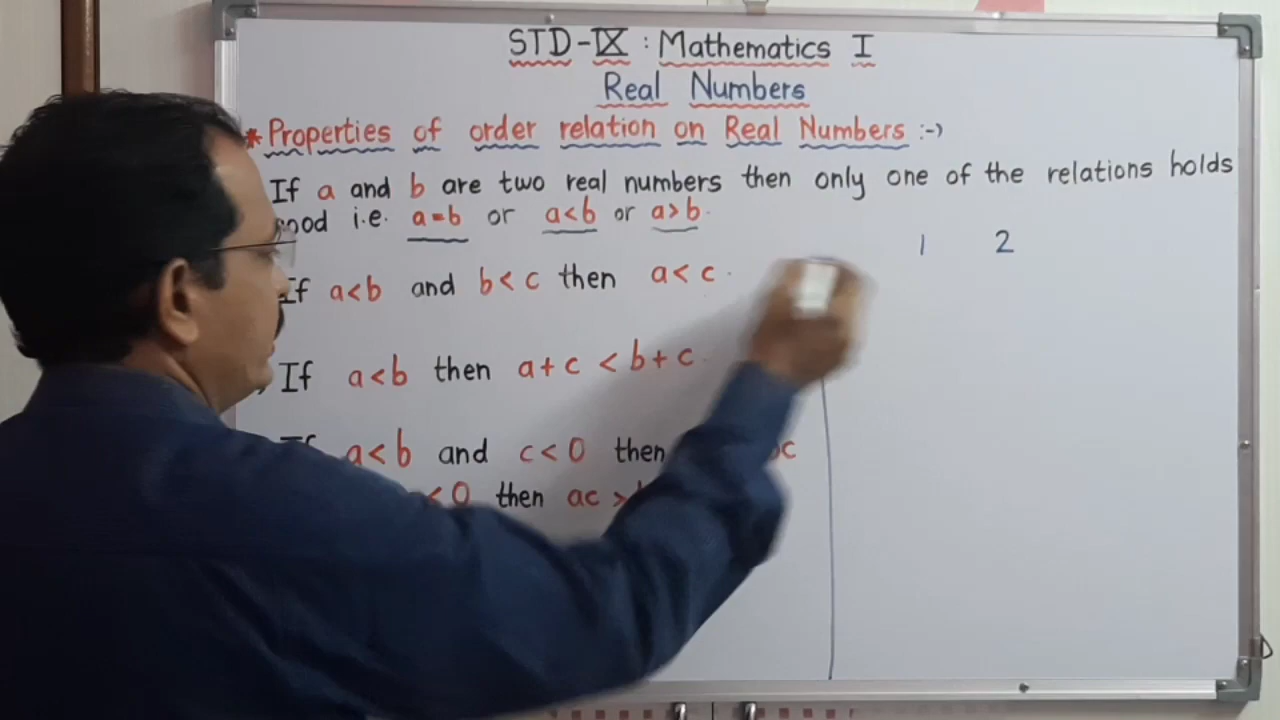 STD-IX : Mathematics I
Real Numbers
* Properties of order relation on Real Numbers :-)
If a and b are two real numbers then only one of the relations holds
good i.e. a=b or a<b or a>b.
1 2
If a<b and b<c then a<c.
If a<b then a+c < b+c.
If a<b and c<0 then bc
<0 then ac >